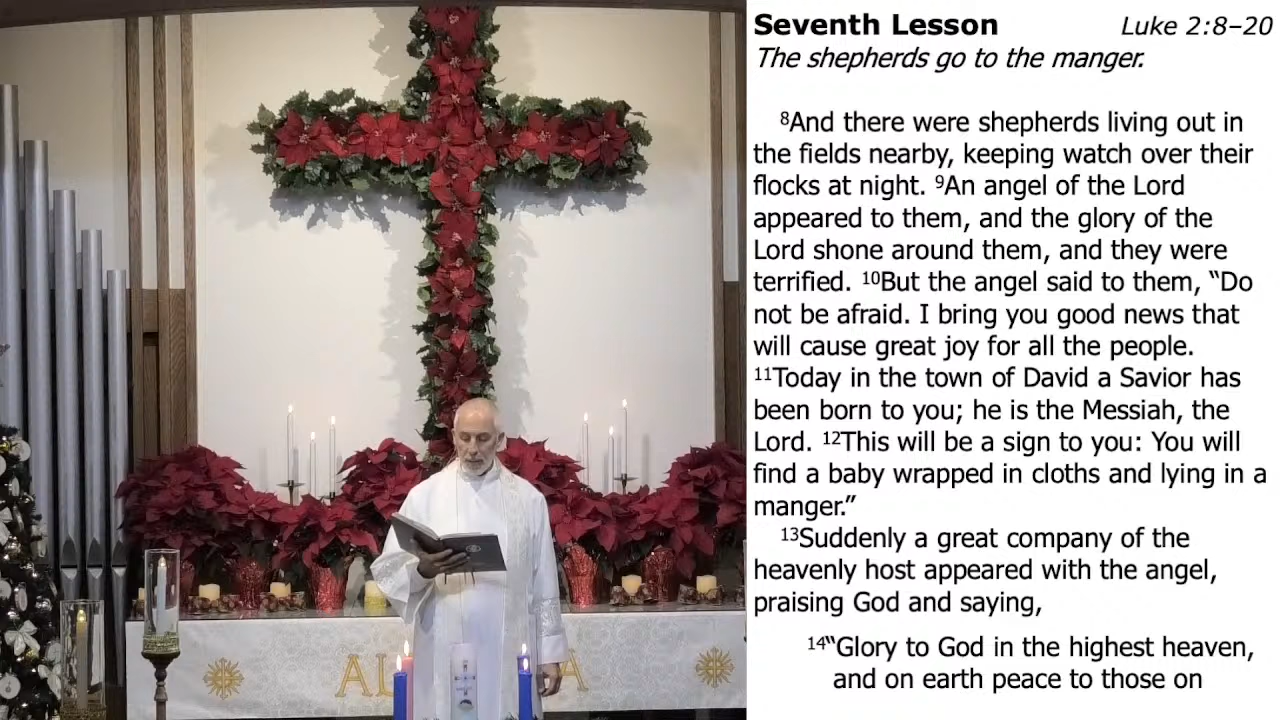 Seventh Lesson Luke 2:8–20
The shepherds go to the manger.
⁸And there were shepherds living out in
the fields nearby, keeping watch over their
flocks at night. ⁹An angel of the Lord
appeared to them, and the glory of the
Lord shone around them, and they were
terrified. ¹⁰But the angel said to them, “Do
not be afraid. I bring you good news that
will cause great joy for all the people.
¹¹Today in the town of David a Savior has
been born to you; he is the Messiah, the
Lord. ¹²This will be a sign to you: You will
find a baby wrapped in cloths and lying in a
manger.”
¹³Suddenly a great company of the
heavenly host appeared with the angel,
praising God and saying,
¹⁴“Glory to God in the highest heaven,
and on earth peace to those on